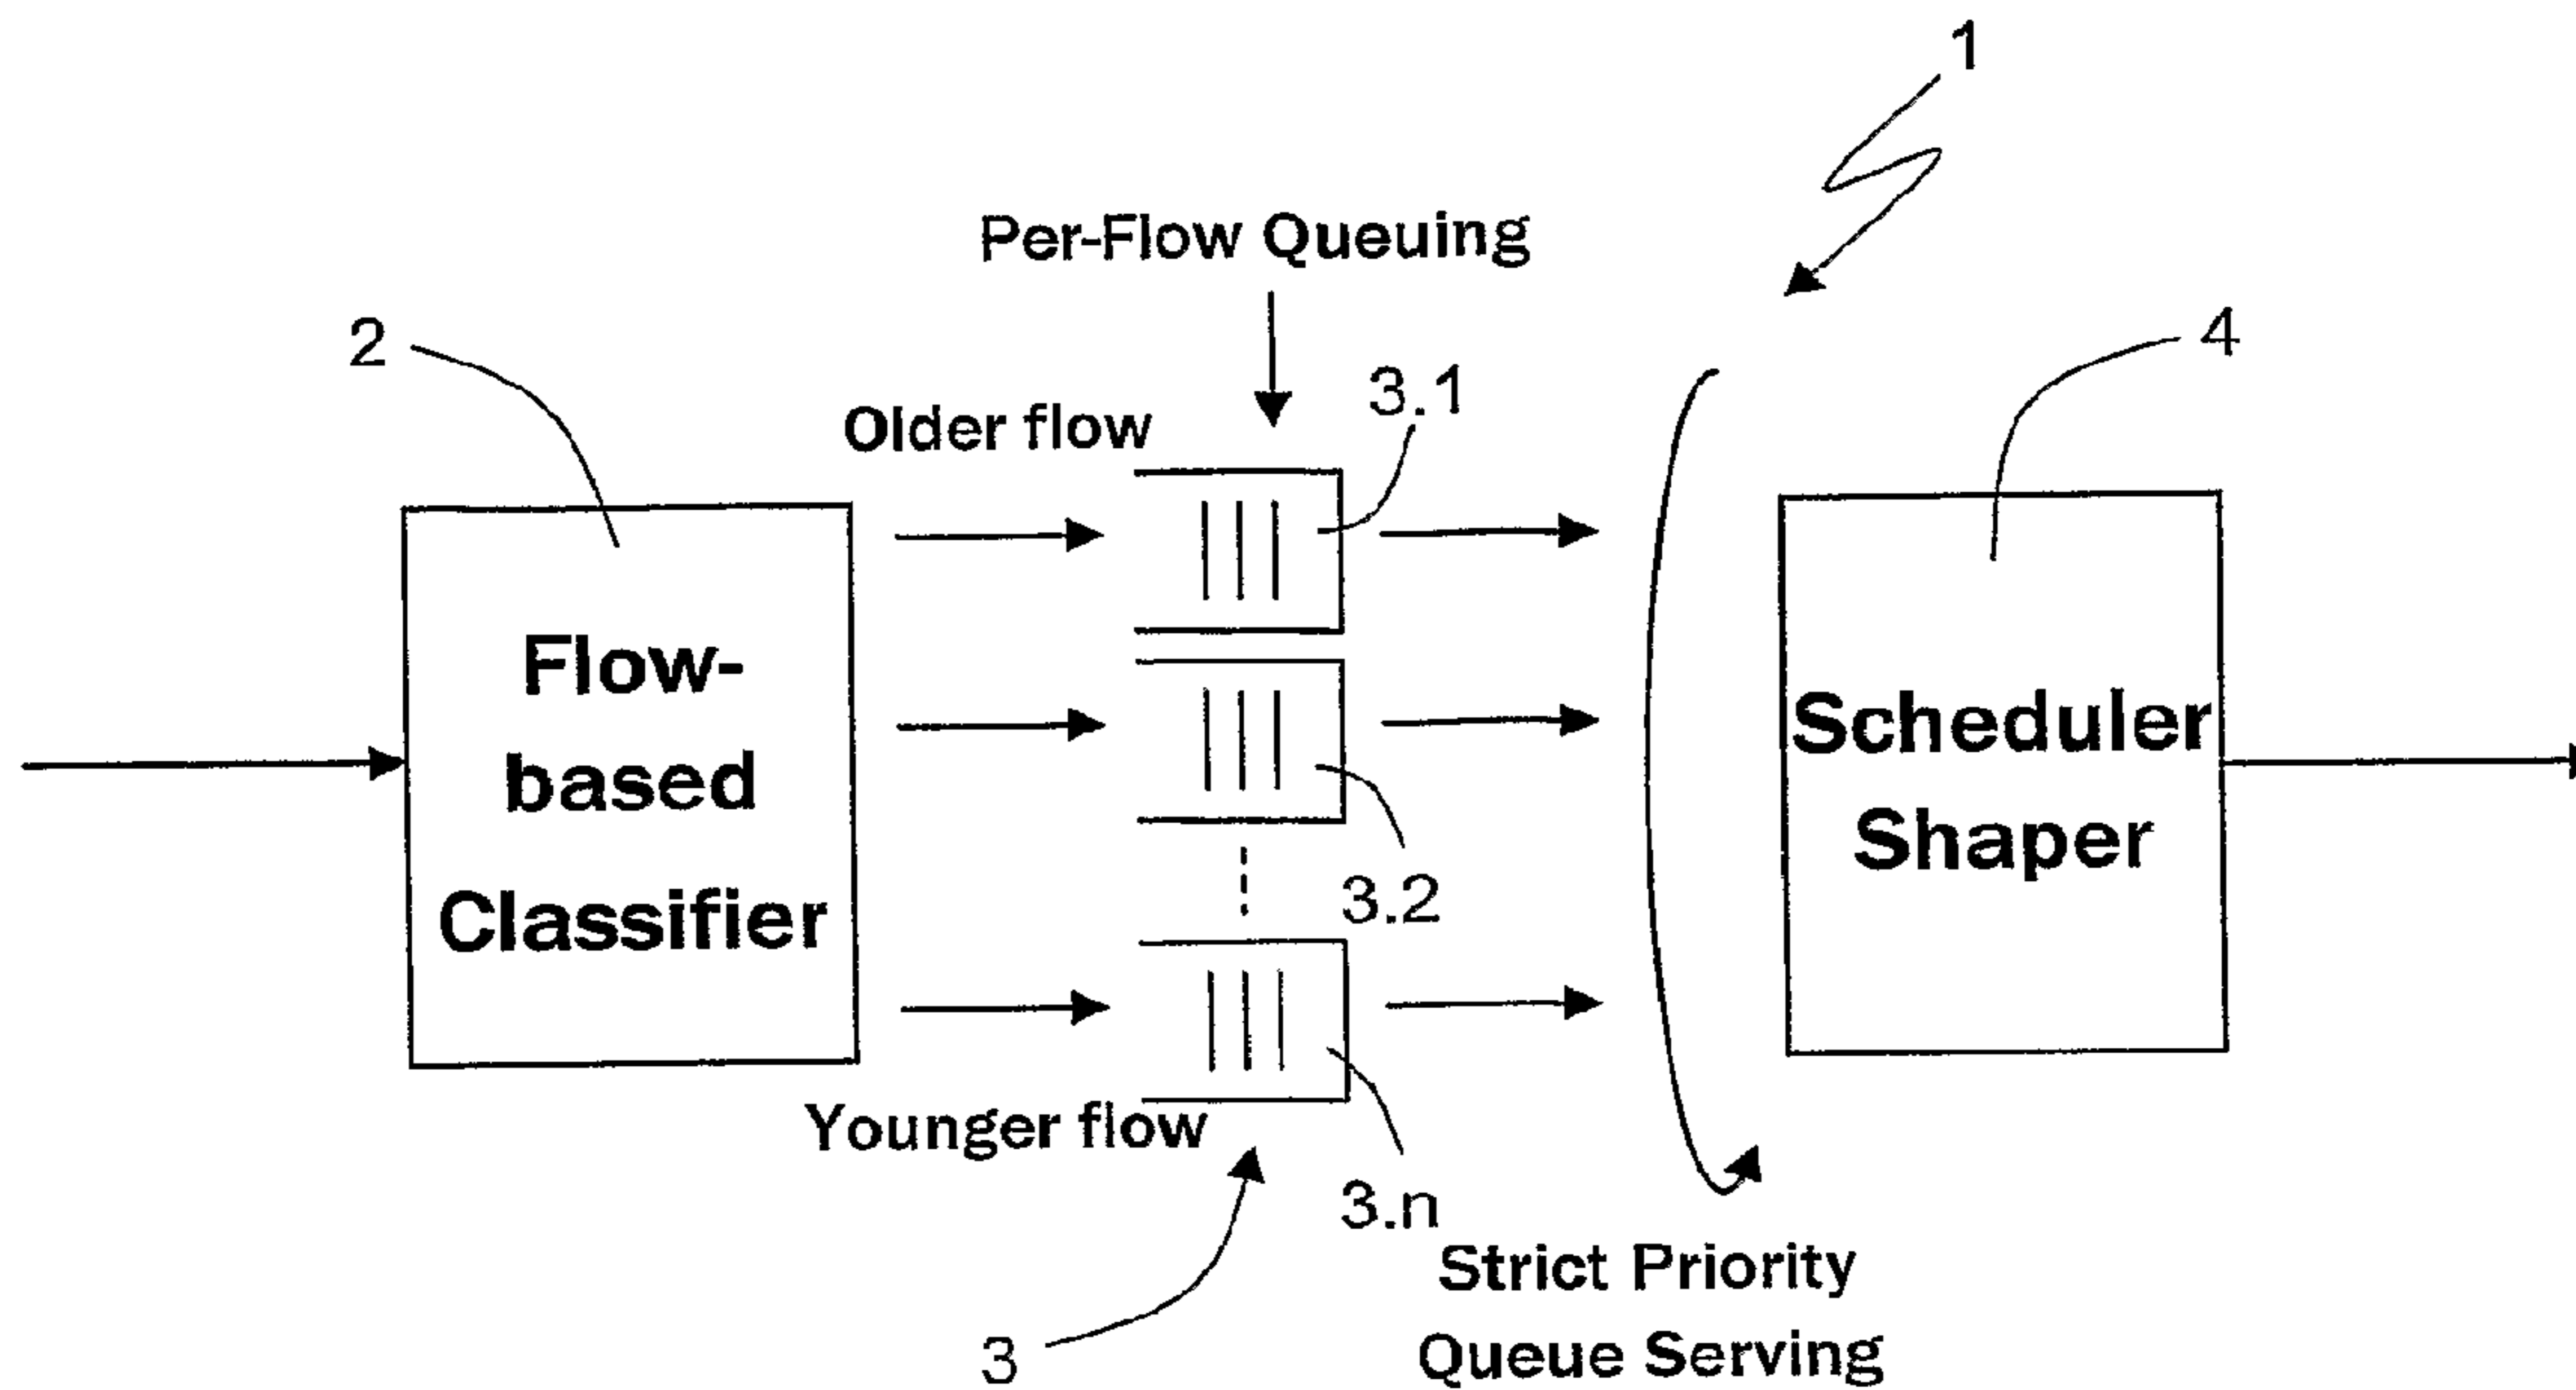 1
Per-Flow Queuing
2
4
3.1
Older flow
Flow-
based
Classifier
Scheduler
Shaper
3.2
Younger flow
3.n
3
Strict Priority
Queue Serving